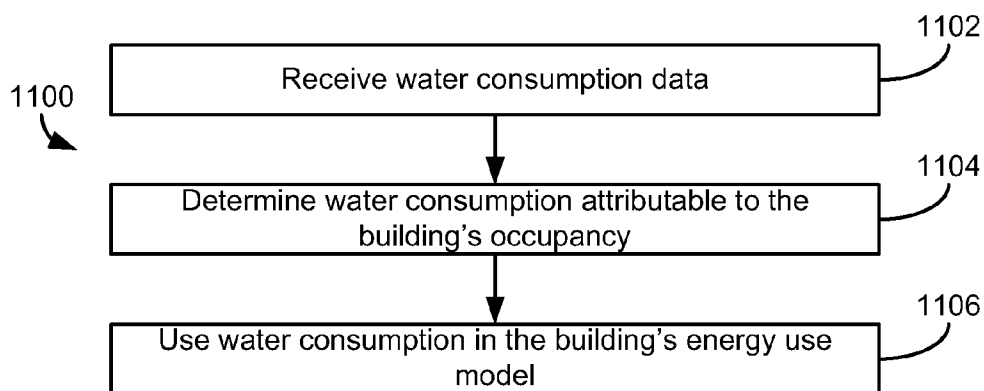 1102
Receive water consumption data
1100
1104
Determine water consumption attributable to the
building's occupancy
1106
Use water consumption in the building's energy use
model